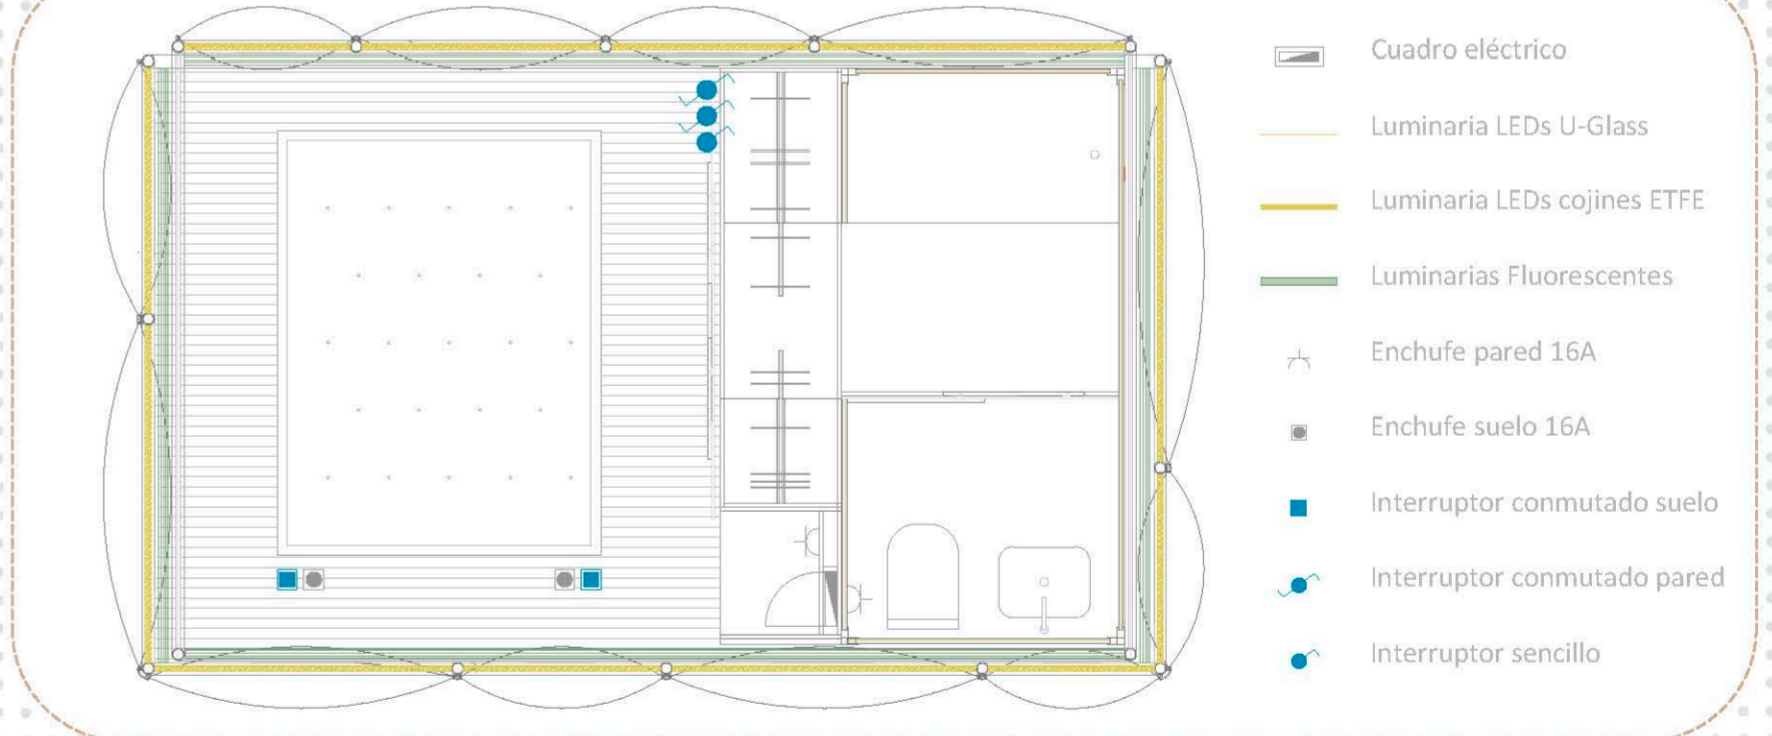 Cuadro eléctrico
Luminaria LEDs U-Glass
Luminaria LEDs cojines ETFE
Luminarias Fluorescentes
Enchufe pared 16A
Enchufe suelo 16A
Interruptor conmutado suelo
Interruptor conmutado pared
Interruptor sencillo